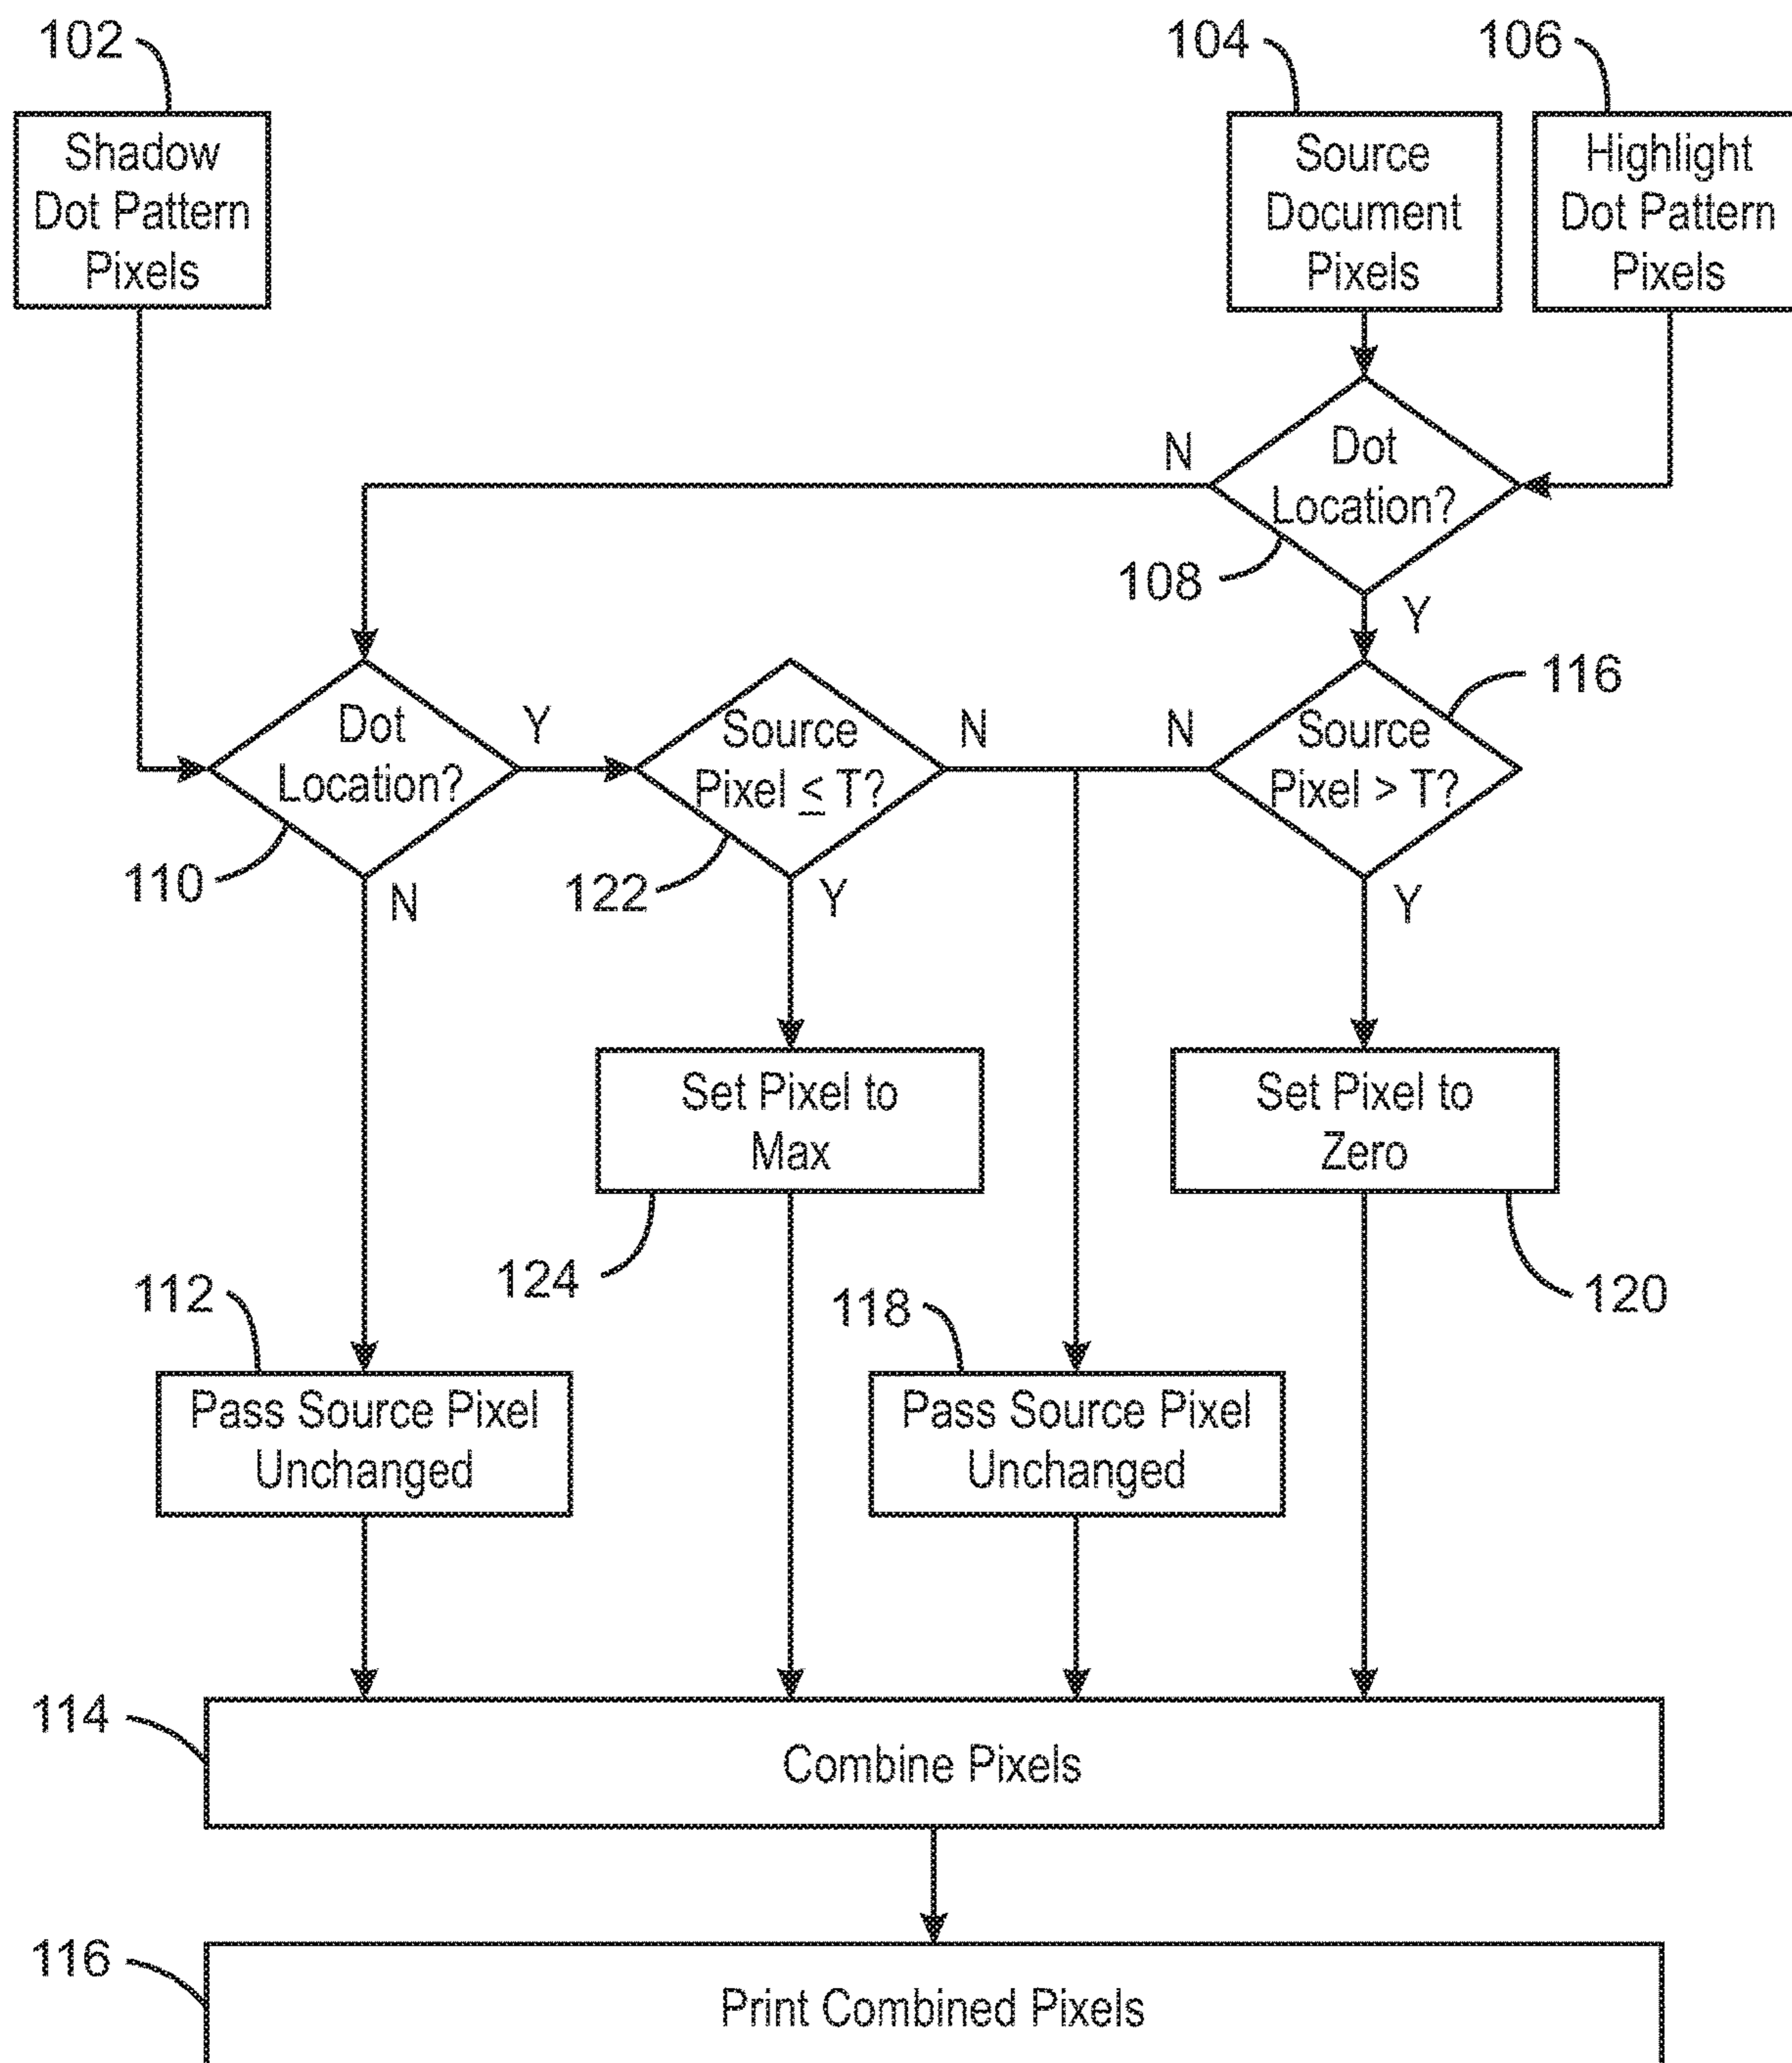 102
104
106
Shadow
Dot Pattern
Pixels
Source
Document
Pixels
Highlight
Dot Pattern
Pixels
N
Dot
Location?
108
Y
116
Dot
Location?
Y
Source
Pixel ≤ T?
N
N
Source
Pixel > T?
110
N
122
Y
Y
Set Pixel to
Max
Set Pixel to
Zero
124
120
112
118
Pass Source Pixel
Unchanged
Pass Source Pixel
Unchanged
114
Combine Pixels
116
Print Combined Pixels